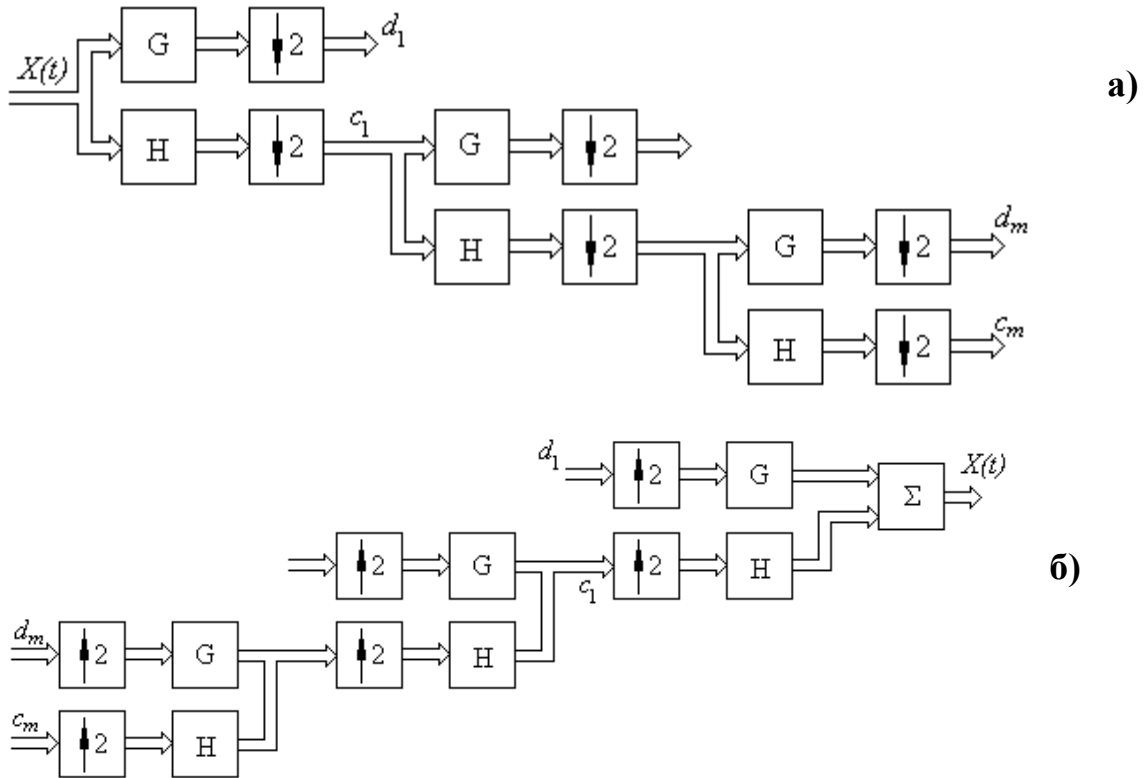 G ↓2 d₁
X(t)
а)
H ↓2 c₁ G ↓2
H ↓2 G ↓2 dₘ
H ↓2 cₘ
d₁ ↑2 G Σ X(t)
↑2 G c₁ ↑2 H
б)
dₘ ↑2 G ↑2 H
cₘ ↑2 H